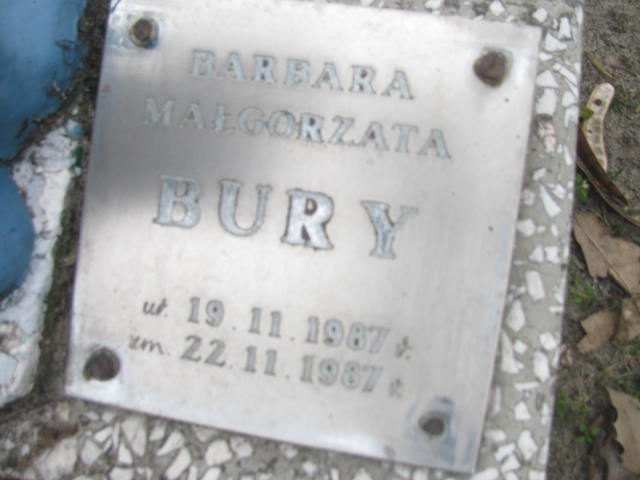 BARBARA
MAŁGORZATA
BURY
ur. 19.11.1987 r.
zm. 22.11.1987 r.